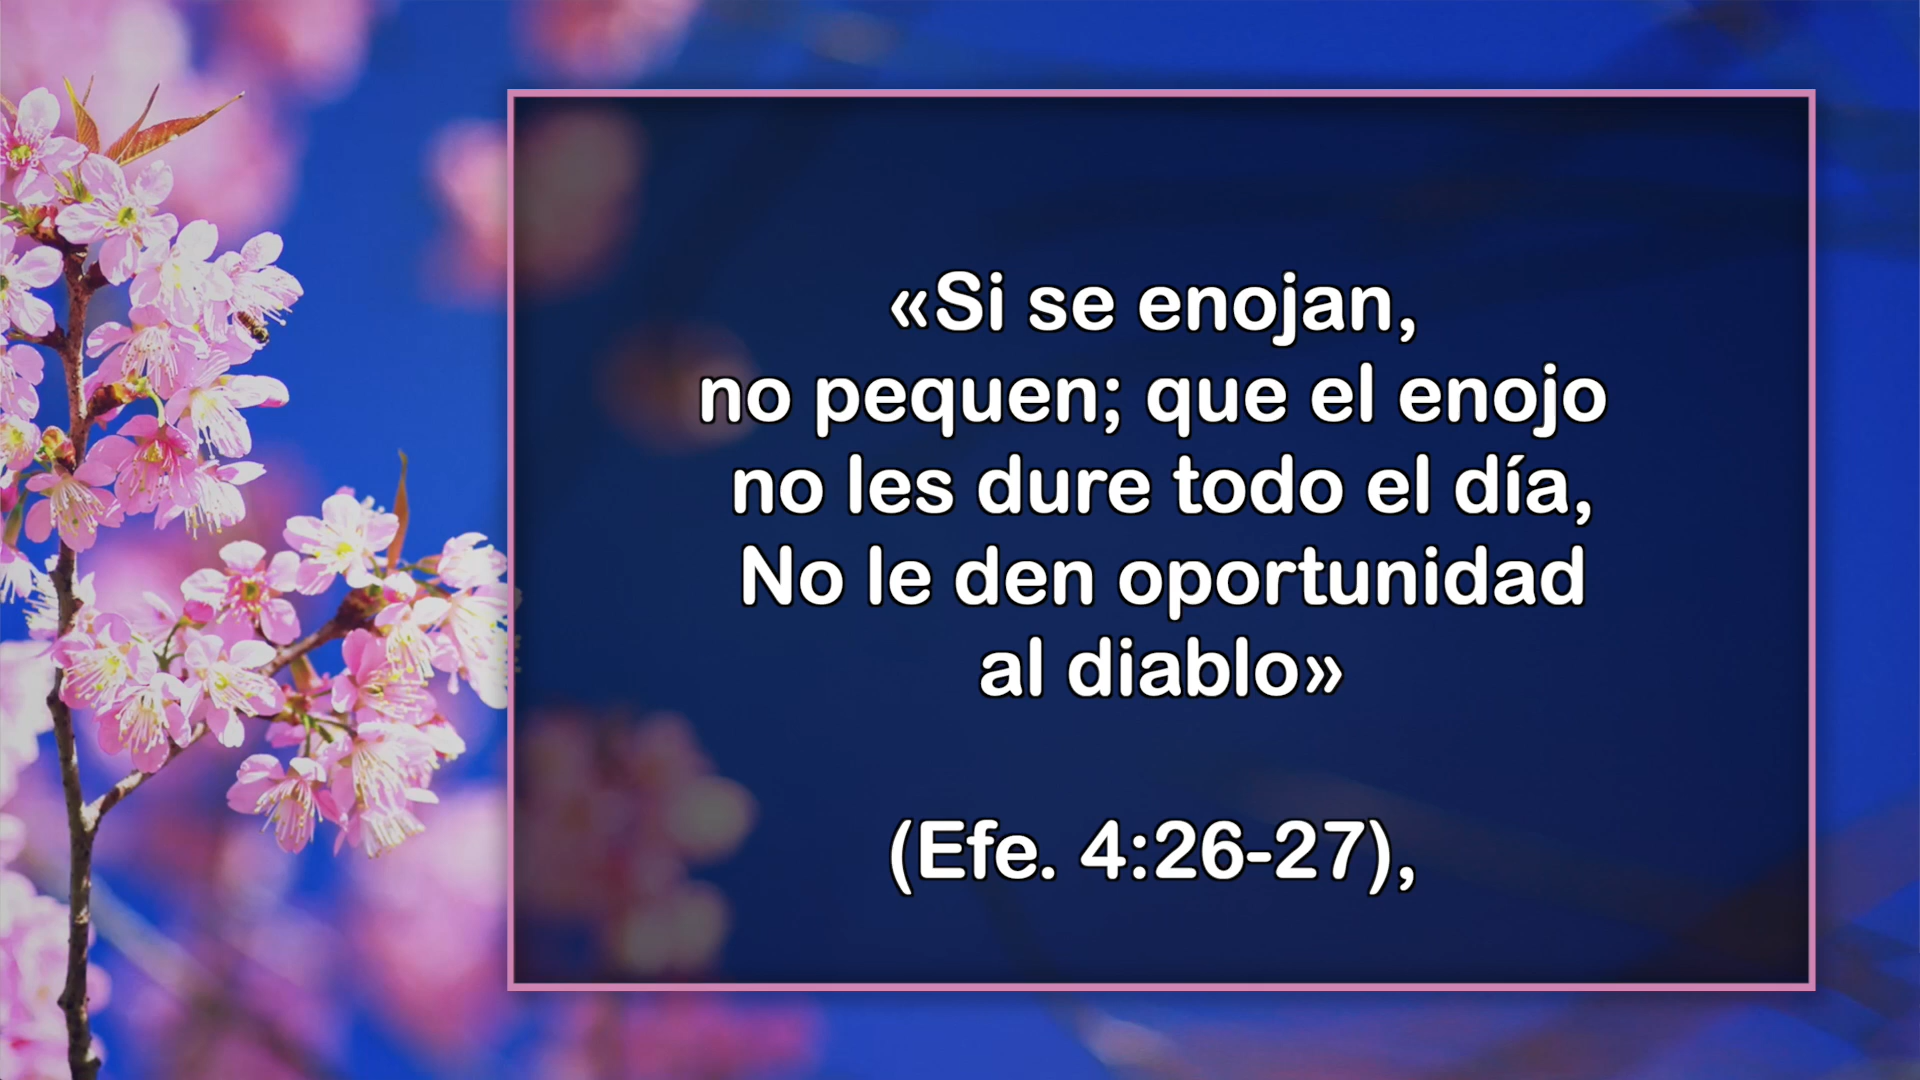 «Si se enojan,
no pequen; que el enojo
no les dure todo el día,
No le den oportunidad
al diablo»
(Efe. 4:26-27),